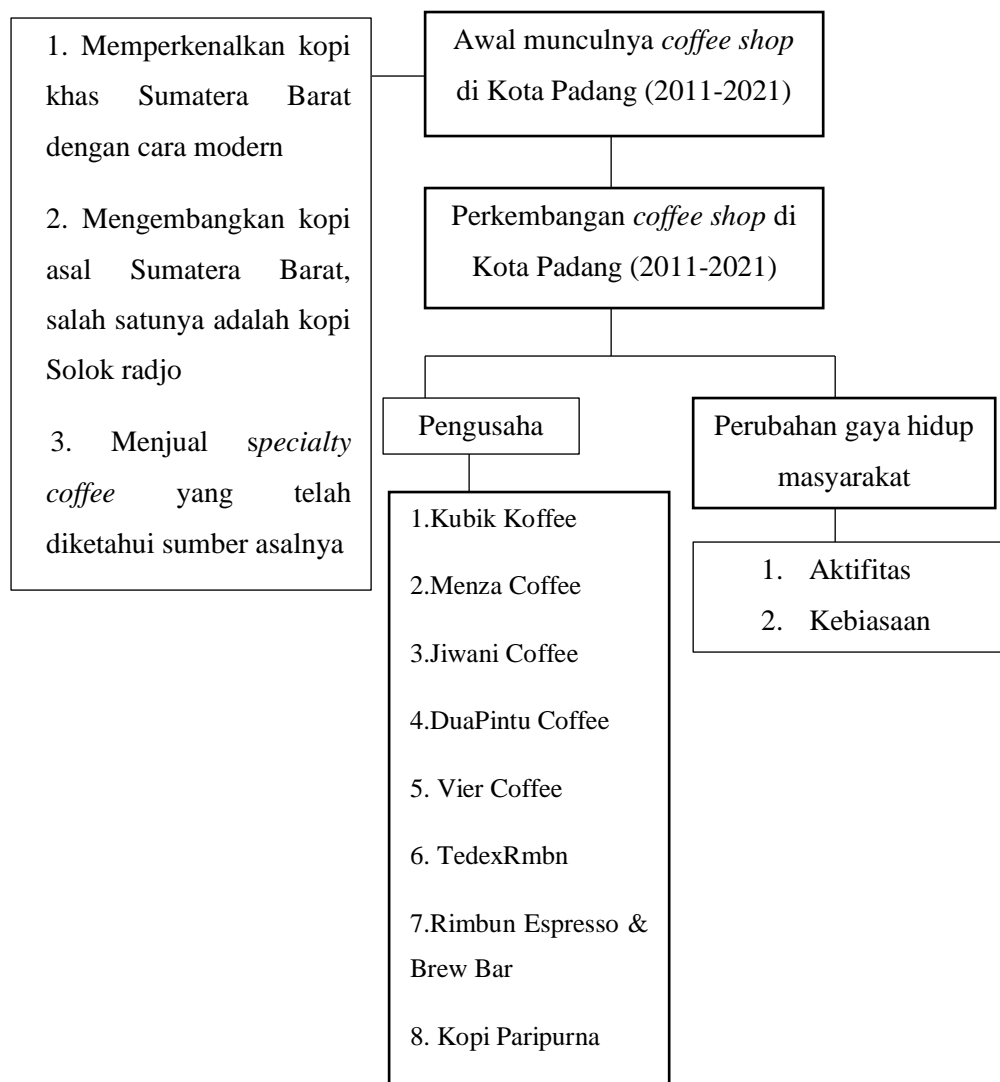 1. Memperkenalkan kopi
khas Sumatera Barat
dengan cara modern
2. Mengembangkan kopi
asal Sumatera Barat,
salah satunya adalah kopi
Solok radjo
3. Menjual specialty
coffee yang telah
diketahui sumber asalnya
Awal munculnya coffee shop
di Kota Padang (2011-2021)
Perkembangan coffee shop di
Kota Padang (2011-2021)
Pengusaha
1.Kubik Koffee
2.Menza Coffee
3.Jiwani Coffee
4.DuaPintu Coffee
5. Vier Coffee
6. TedexRmbn
7.Rimbun Espresso &
Brew Bar
8. Kopi Paripurna
Perubahan gaya hidup
masyarakat
1. Aktifitas
2. Kebiasaan